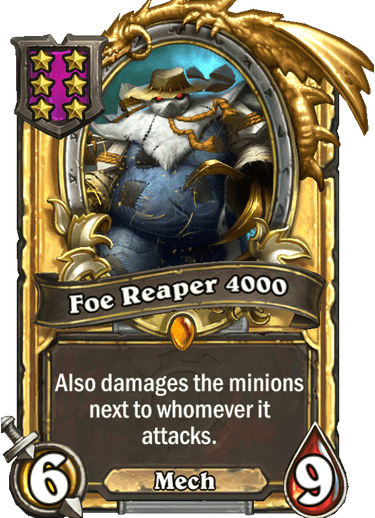 Foe Reaper 4000
Also damages the minions
next to whomever it
attacks.
6
Mech
9